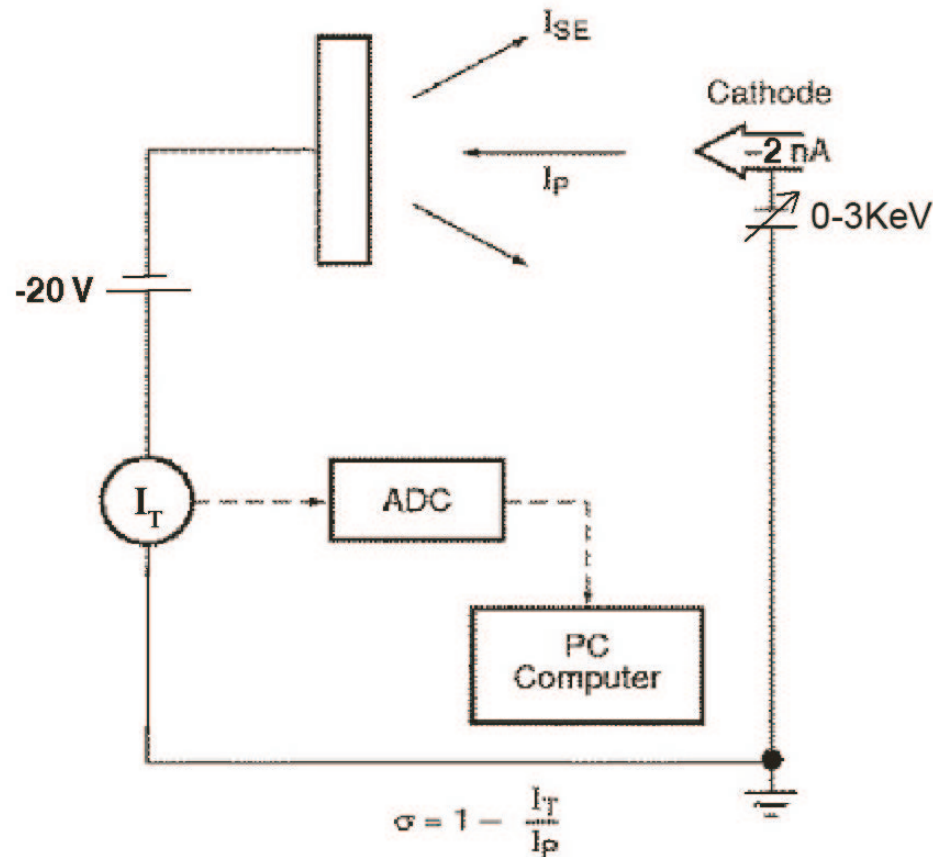 I_SE
Cathode
-2 nA
I_P
0-3KeV
-20 V
I_T
ADC
PC
Computer
σ = 1 - I_T/I_P